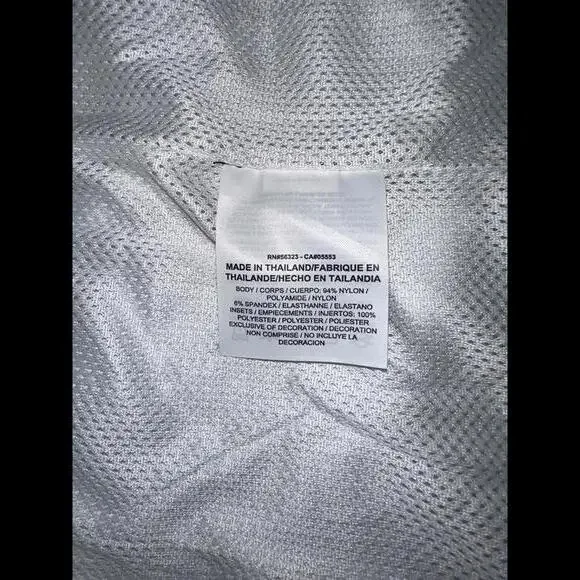 RN#56323 - CA#05553
MADE IN THAILAND/FABRIQUE EN
THAILANDE/HECHO EN TAILANDIA
BODY / CORPS / CUERPO: 94% NYLON /
POLYAMIDE / NYLON
6% SPANDEX / ELASTHANNE / ELASTANO
INSETS / EMPIECEMENTS / INJERTOS: 100%
POLYESTER / POLYESTER / POLIESTER
EXCLUSIVE OF DECORATION / DECORATION
NON COMPRISE / NO INCLUYE LA
DECORACION